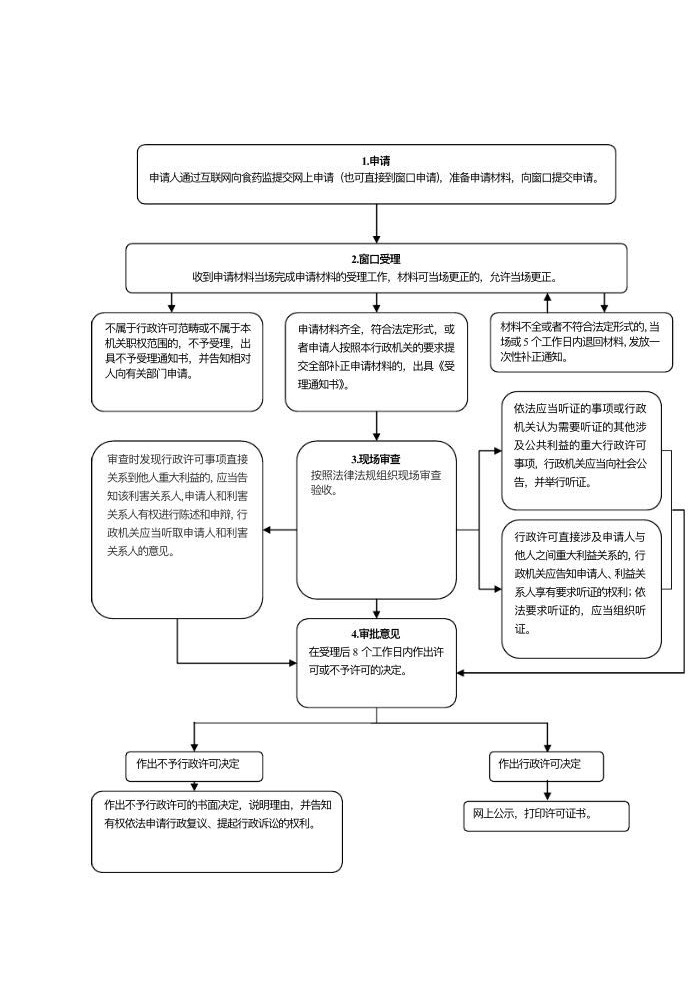 1.申请
申请人通过互联网向食药监提交网上申请（也可直接到窗口申请），准备申请材料，向窗口提交申请。
2.窗口受理
收到申请材料当场完成申请材料的受理工作，材料可当场更正的，允许当场更正。
不属于行政许可范畴或不属于本
机关职权范围的，不予受理，出
具不予受理通知书，并告知相对
人向有关部门申请。
申请材料齐全，符合法定形式，或
者申请人按照本行政机关的要求提
交全部补正申请材料的，出具《受
理通知书》。
材料不全或者不符合法定形式的,当
场或 5 个工作日内退回材料, 发放一
次性补正通知。
审查时发现行政许可事项直接
关系到他人重大利益的, 应当告
知该利害关系人,申请人和利害
关系人有权进行陈述和申辩, 行
政机关应当听取申请人和利害
关系人的意见。
3.现场审查
按照法律法规组织现场审查
验收。
依法应当听证的事项或行政
机关认为需要听证的其他涉
及公共利益的重大行政许可
事项，行政机关应当向社会公
告，并举行听证。
行政许可直接涉及申请人与
他人之间重大利益关系的, 行
政机关应告知申请人、利益关
系人享有要求听证的权利; 依
法要求听证的，应当组织听
证。
4.审批意见
在受理后 8 个工作日内作出许
可或不予许可的决定。
作出不予行政许可决定
作出行政许可决定
作出不予行政许可的书面决定，说明理由，并告知
有权依法申请行政复议、提起行政诉讼的权利。
网上公示，打印许可证书。